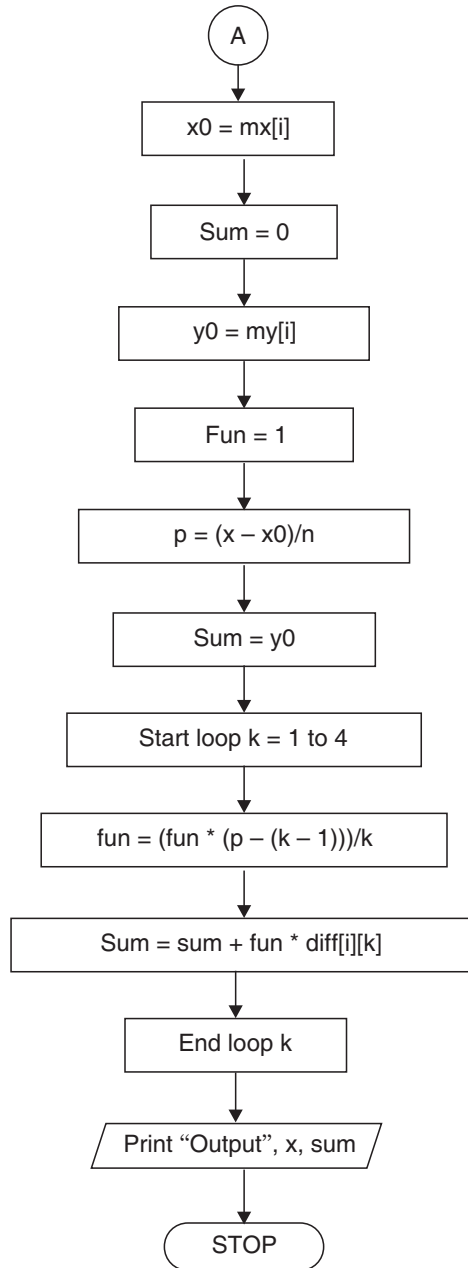 A
x0 = mx[i]
Sum = 0
y0 = my[i]
Fun = 1
p = (x – x0)/n
Sum = y0
Start loop k = 1 to 4
fun = (fun * (p – (k – 1)))/k
Sum = sum + fun * diff[i][k]
End loop k
Print “Output”, x, sum
STOP